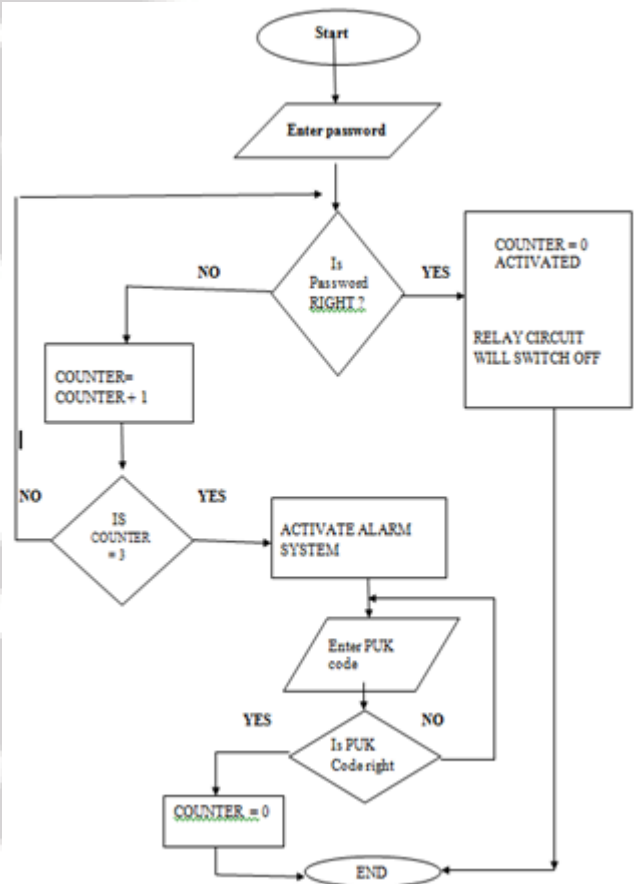 Start
Enter password
Is
Password
RIGHT ?
NO
YES
COUNTER = 0
ACTIVATED
RELAY CIRCUIT
WILL SWITCH OFF
COUNTER=
COUNTER + 1
NO
YES
IS
COUNTER
= 3
ACTIVATE ALARM
SYSTEM
Enter PUK
code
YES
NO
Is PUK
Code right
COUNTER = 0
END